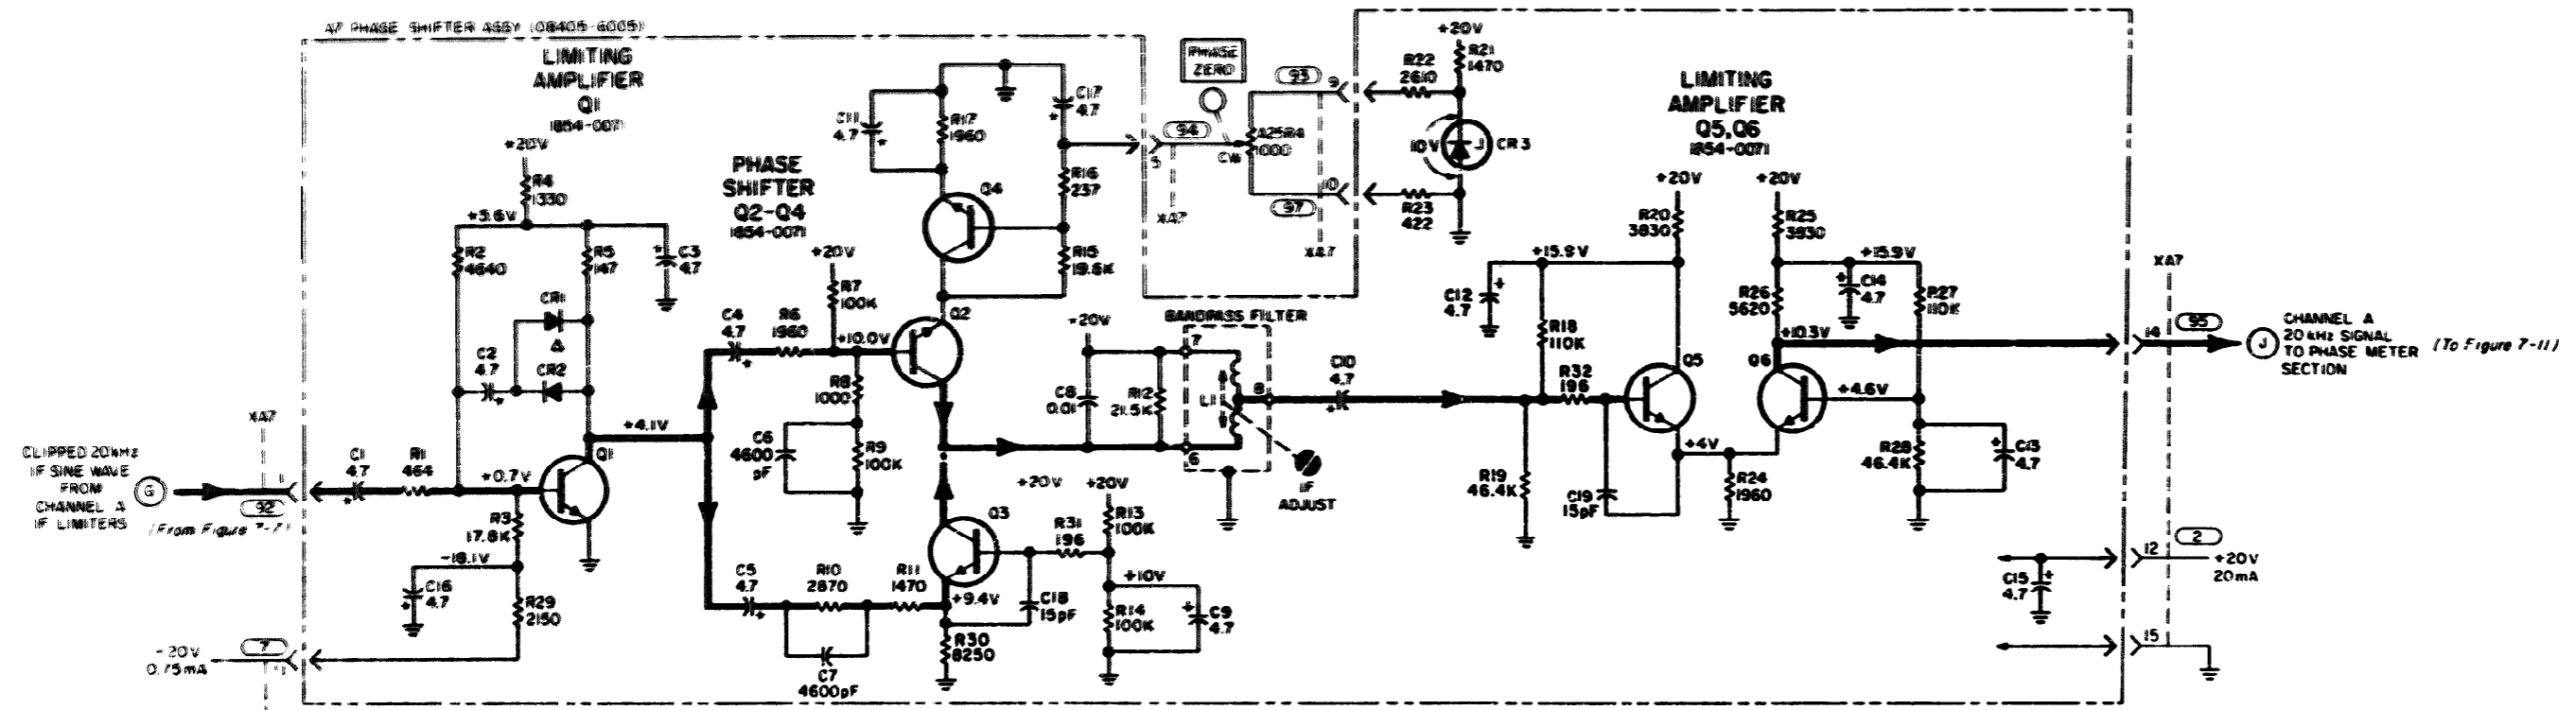 A7 PHASE SHIFTER ASSY (08405-6005)
LIMITING
AMPLIFIER
Q1
1854-0071
+20V
R4
1330
+5.6V
R2
4640
R5
147
C3
4.7
CR1
C2
4.7
CR2
XA7
CLIPPED 20kHz
IF SINE WAVE
FROM
CHANNEL A
IF LIMITERS
G
(From Figure 7-7)
1
92
C1
4.7
R1
464
+0.7V
Q1
+4.1V
R3
17.8K
-18.1V
C16
4.7
R29
2150
-20V
0.75mA
7
PHASE
SHIFTER
Q2-Q4
1854-0071
C11
4.7
R17
1960
C17
4.7
Q4
R16
237
R15
19.6K
+20V
R7
100K
C4
4.7
R6
1960
+10.0V
Q2
R8
1000
C6
4600
pF
R9
100K
C5
4.7
R10
2870
R11
1470
C7
4600pF
+9.4V
Q3
R30
8250
C18
15pF
R31
196
+20V
+20V
R13
100K
+10V
R14
100K
C9
4.7
+20V
C8
0.01
R12
21.5K
BANDPASS FILTER
7
L1
8
6
IF
ADJUST
94
5
XA7
PHASE
ZERO
CW
A25R4
1000
93
9
10
97
XA7
+20V
R21
1470
R22
2610
10V
CR3
R23
422
LIMITING
AMPLIFIER
Q5,Q6
1854-0071
+20V
R20
3830
+20V
R25
3830
+15.9V
+15.9V
C12
4.7
R18
110K
C10
4.7
R32
196
Q5
R19
46.4K
C19
15pF
+4V
R24
1960
R26
5620
C14
4.7
R27
110K
+10.3V
Q6
+4.6V
R28
46.4K
C13
4.7
XA7
14
95
J
CHANNEL A
20kHz SIGNAL
TO PHASE METER
SECTION
(To Figure 7-11)
C15
4.7
12
2
+20V
20mA
15